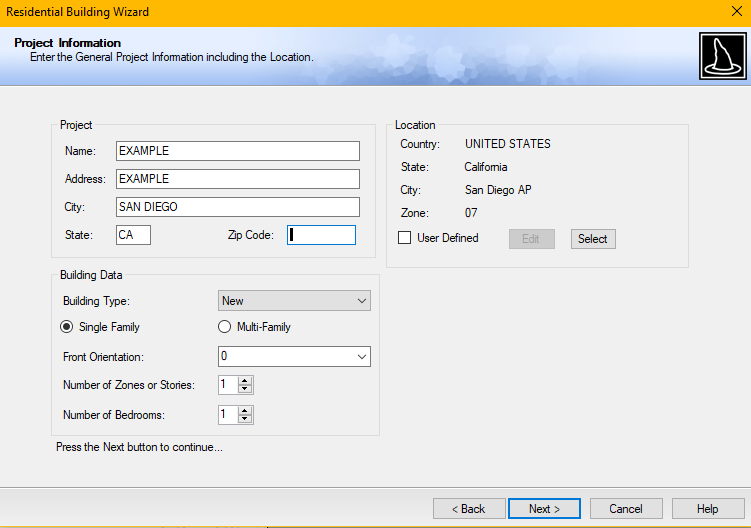 Residential Building Wizard
Project Information
Enter the General Project Information including the Location.
Project
Name: EXAMPLE
Address: EXAMPLE
City: SAN DIEGO
State: CA Zip Code:
Location
Country: UNITED STATES
State: California
City: San Diego AP
Zone: 07
User Defined Edit Select
Building Data
Building Type: New
Single Family Multi-Family
Front Orientation: 0
Number of Zones or Stories: 1
Number of Bedrooms: 1
Press the Next button to continue...
< Back Next > Cancel Help